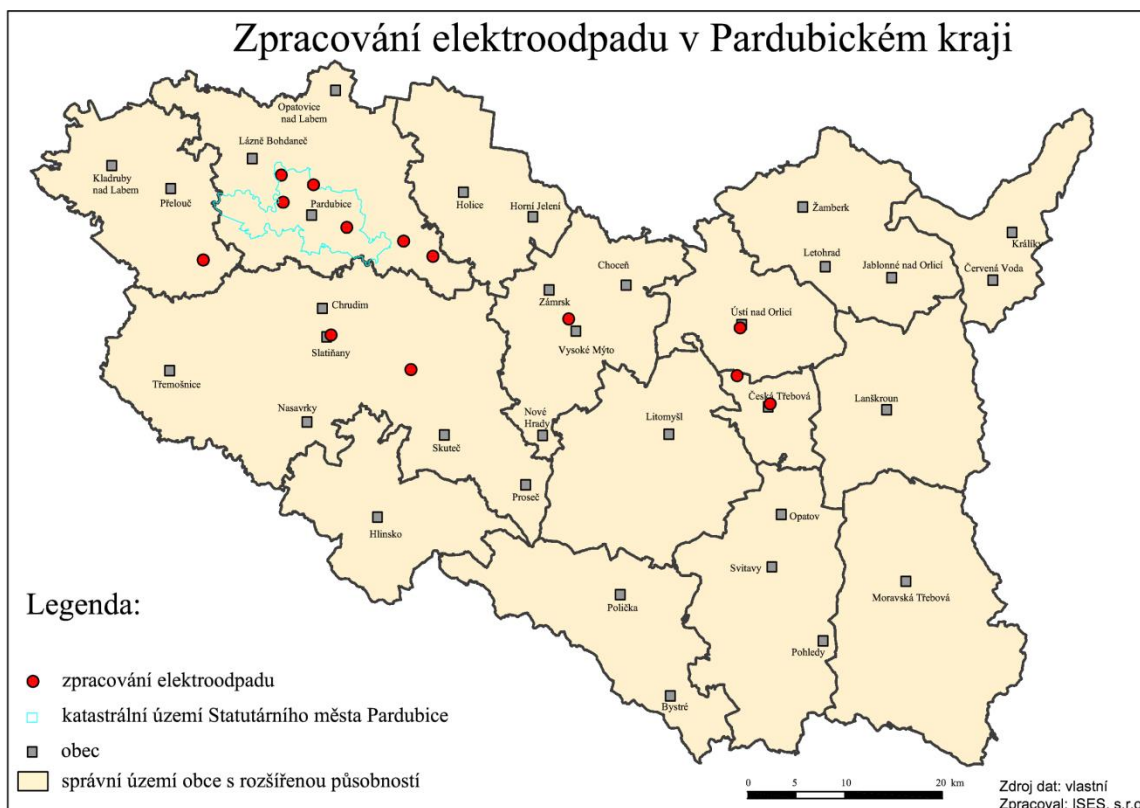 Zpracování elektroodpadu v Pardubickém kraji
Opatovice
nad Labem
Lázně Bohdaneč
Kladruby
nad Labem
Přelouč
Pardubice
Holice
Horní Jelení
Žamberk
Králíky
Letohrad
Jablonné nad Orlicí
Červená Voda
Choceň
Zámrsk
Chrudim
Ústí nad Orlicí
Slatiňany
Vysoké Mýto
Třemošnice
Česká Třebová
Lanškroun
Nasavrky
Nové
Hrady
Litomyšl
Skuteč
Proseč
Hlinsko
Opatov
Svitavy
Moravská Třebová
Polička
Pohledy
Bystré
Legenda:
zpracování elektroodpadu
katastrální území Statutárního města Pardubice
obec
správní území obce s rozšířenou působností
0 5 10 20 km
Zdroj dat: vlastní
Zpracoval: ISES, s.r.o